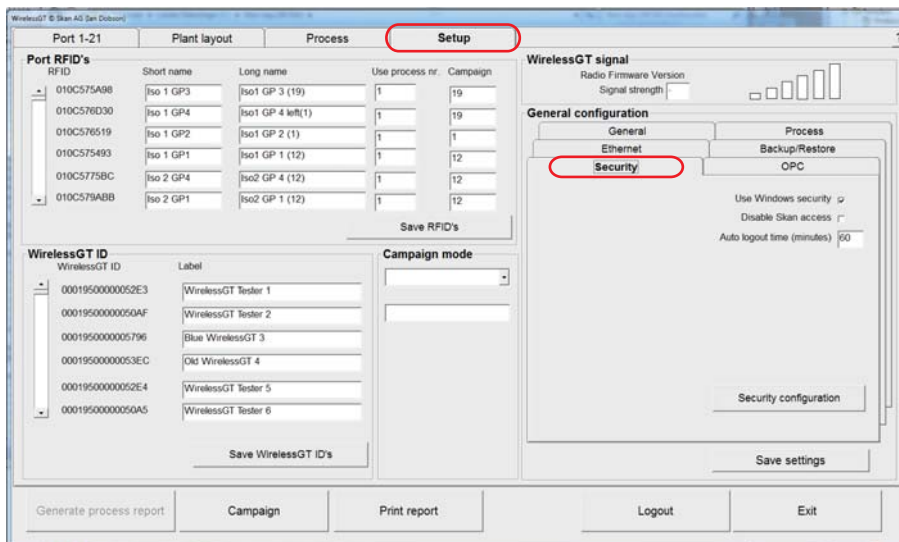 WirelessGT © Skan AG (Ian Dobson)
Port 1-21 Plant layout Process Setup ?
Port RFID's
RFID Short name Long name Use process nr. Campaign
010C575A98 Iso 1 GP3 Iso1 GP 3 (19) 1 19
010C576D30 Iso 1 GP4 Iso1 GP 4 left(1) 1 19
010C576519 Iso 1 GP2 Iso1 GP 2 (1) 1 1
010C575493 Iso 1 GP1 Iso1 GP 1 (12) 1 12
010C5775BC Iso 2 GP4 Iso2 GP 4 (12) 1 12
010C579ABB Iso 2 GP1 Iso2 GP 1 (12) 1 12
Save RFID's
WirelessGT ID
WirelessGT ID Label
00019500000052E3 WirelessGT Tester 1
00019500000050AF WirelessGT Tester 2
0001950000005796 Blue WirelessGT 3
00019500000053EC Old WirelessGT 4
00019500000052E4 WirelessGT Tester 5
00019500000050A5 WirelessGT Tester 6
Save WirelessGT ID's
Campaign mode
WirelessGT signal
Radio Firmware Version
Signal strength -
General configuration
General Process
Ethernet Backup/Restore
Security OPC
Use Windows security
Disable Skan access
Auto logout time (minutes) 60
Security configuration
Save settings
Generate process report Campaign Print report Logout Exit